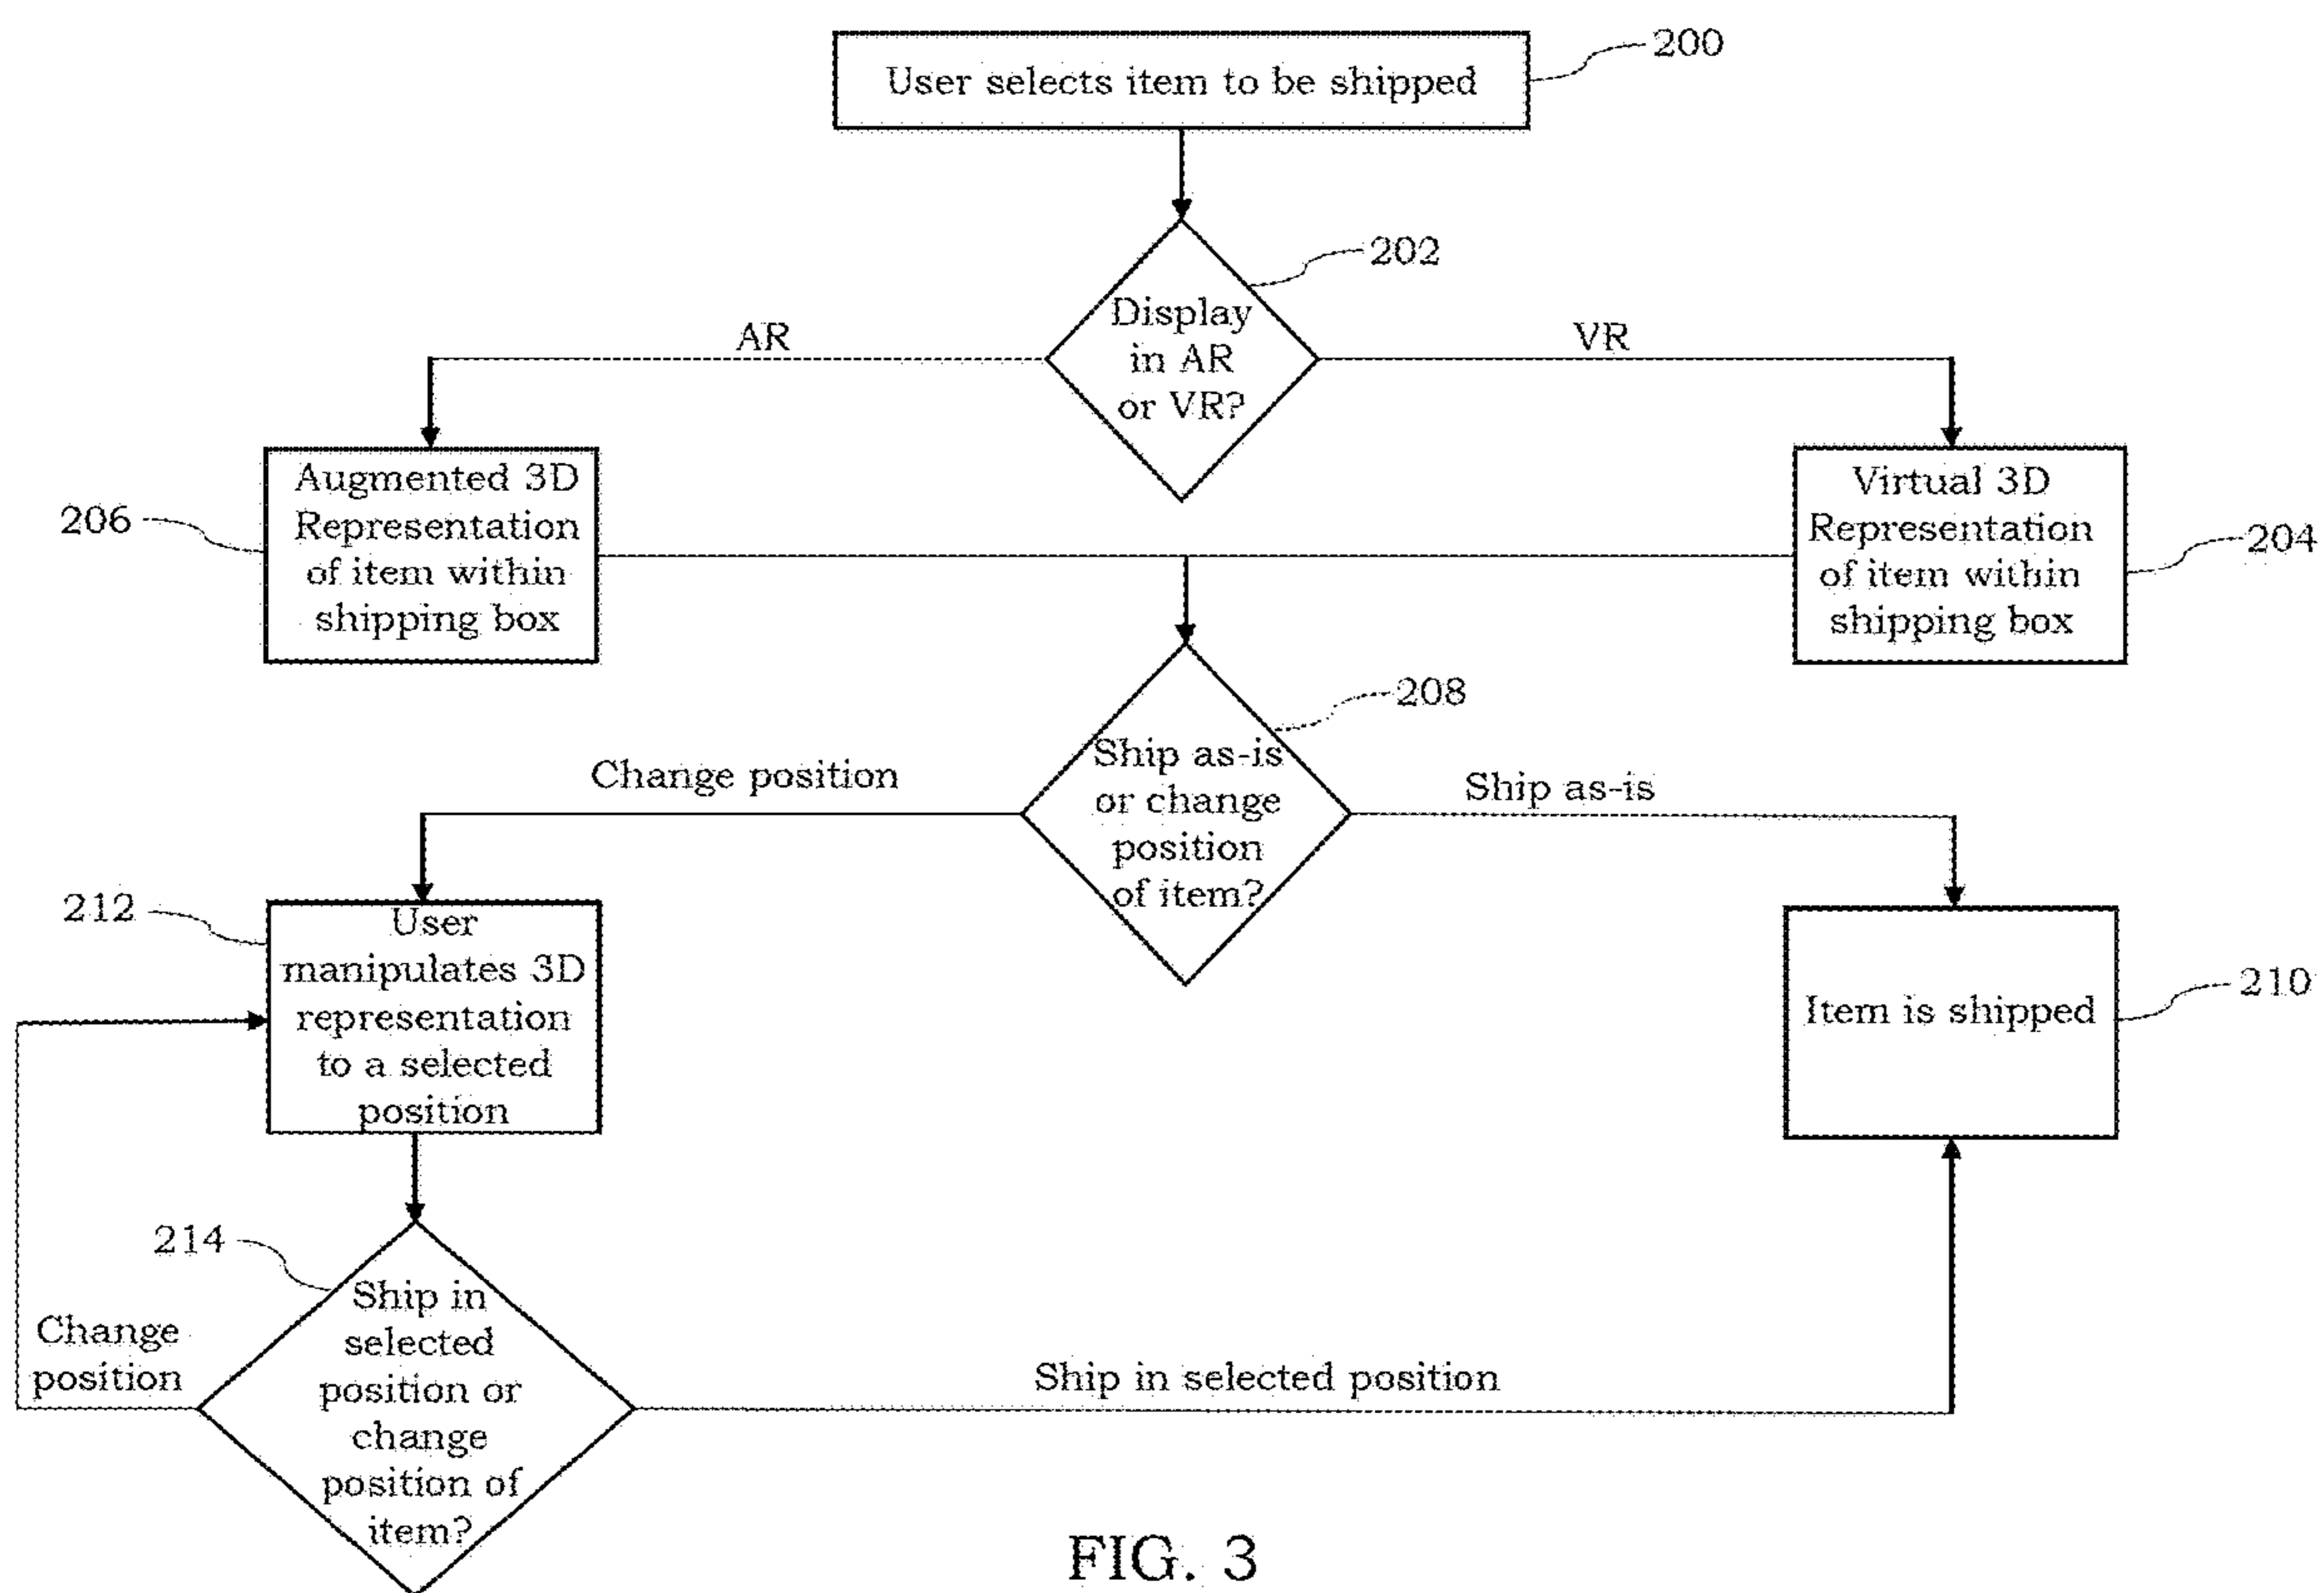 200
User selects item to be shipped
202
Display
in AR
or VR?
AR
VR
Augmented 3D
Representation
of item within
shipping box
206
Virtual 3D
Representation
of item within
shipping box
204
208
Ship as-is
or change
position
of item?
Change position
Ship as-is
212
User
manipulates 3D
representation
to a selected
position
Item is shipped
210
214
Ship in
selected
position or
change
position of
item?
Change
position
Ship in selected position
FIG. 3